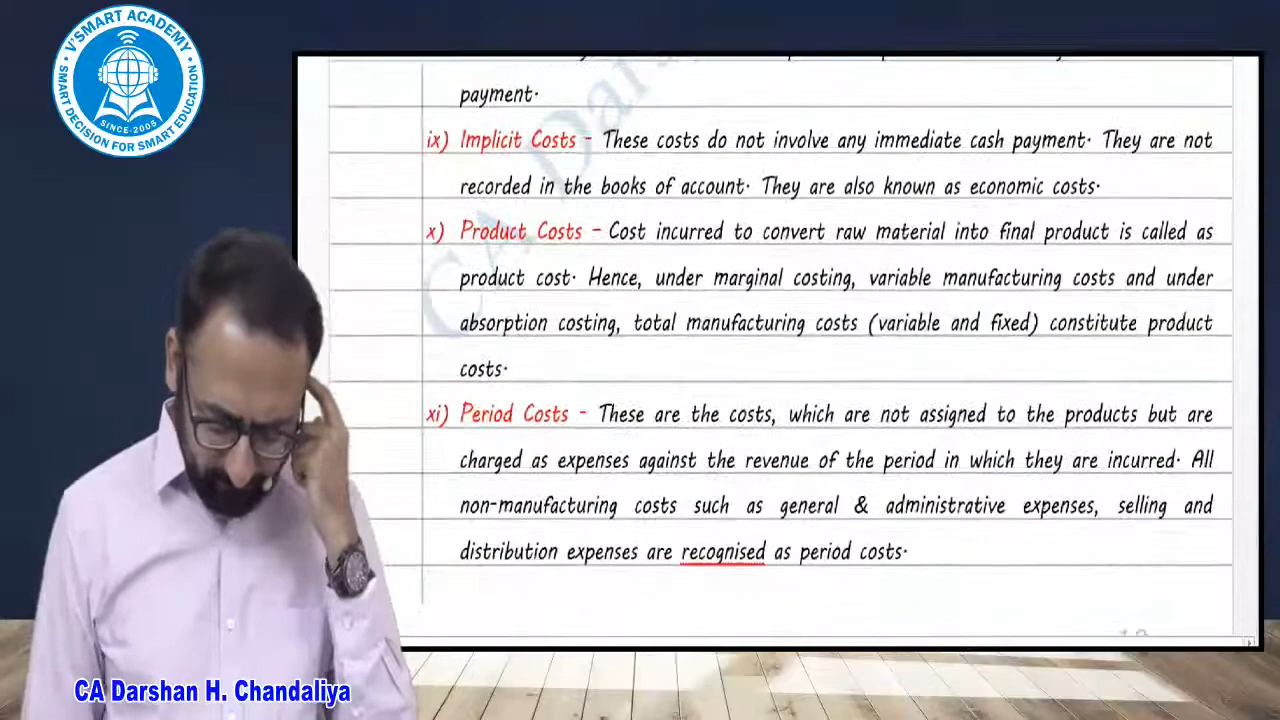 V'SMART ACADEMY
SMART DECISION FOR SMART EDUCATION
SINCE-2005
payment.
ix) Implicit Costs - These costs do not involve any immediate cash payment. They are not
recorded in the books of account. They are also known as economic costs.
x) Product Costs - Cost incurred to convert raw material into final product is called as
product cost. Hence, under marginal costing, variable manufacturing costs and under
absorption costing, total manufacturing costs (variable and fixed) constitute product
costs.
xi) Period Costs - These are the costs, which are not assigned to the products but are
charged as expenses against the revenue of the period in which they are incurred. All
non-manufacturing costs such as general & administrative expenses, selling and
distribution expenses are recognised as period costs.
CA Darshan H. Chandaliya